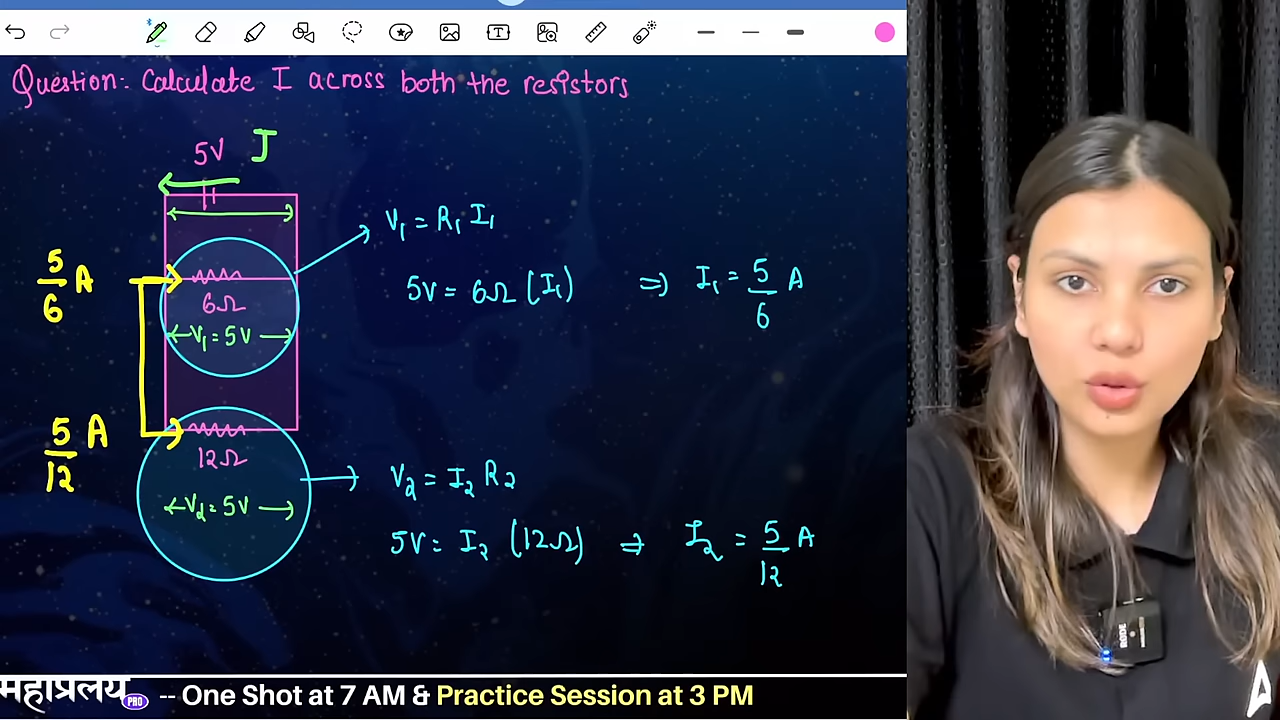 Question: Calculate I across both the resistors
5V
V₁ = R₁ I₁
5/6 A
5V = 6Ω (I₁) ⇒ I₁ = 5/6 A
6Ω
V₁ = 5V
5/12 A
12Ω
V₂ = I₂ R₂
V₂ = 5V
5V = I₂ (12Ω) ⇒ I₂ = 5/12 A
RODE
महाप्रलय PRO -- One Shot at 7 AM & Practice Session at 3 PM